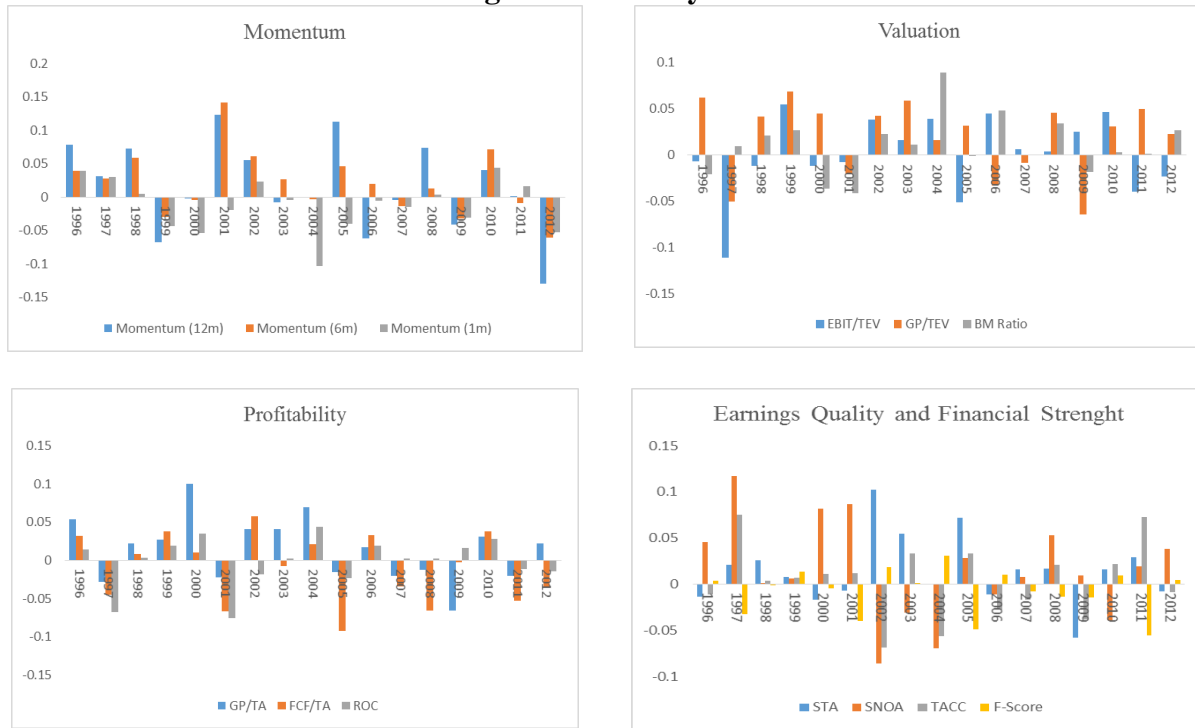 Momentum
0.2
0.15
0.1
0.05
0
-0.05
-0.1
-0.15
1996 1997 1998 1999 2000 2001 2002 2003 2004 2005 2006 2007 2008 2009 2010 2011 2012
Momentum (12m) Momentum (6m) Momentum (1m)
Valuation
0.1
0.05
0
-0.05
-0.1
-0.15
1996 1997 1998 1999 2000 2001 2002 2003 2004 2005 2006 2007 2008 2009 2010 2011 2012
EBIT/TEV GP/TEV BM Ratio
Profitability
0.15
0.1
0.05
0
-0.05
-0.1
-0.15
1996 1997 1998 1999 2000 2001 2002 2003 2004 2005 2006 2007 2008 2009 2010 2011 2012
GP/TA FCF/TA ROC
Earnings Quality and Financial Strenght
0.15
0.1
0.05
0
-0.05
-0.1
1996 1997 1998 1999 2000 2001 2002 2003 2004 2005 2006 2007 2008 2009 2010 2011 2012
STA SNOA TACC F-Score